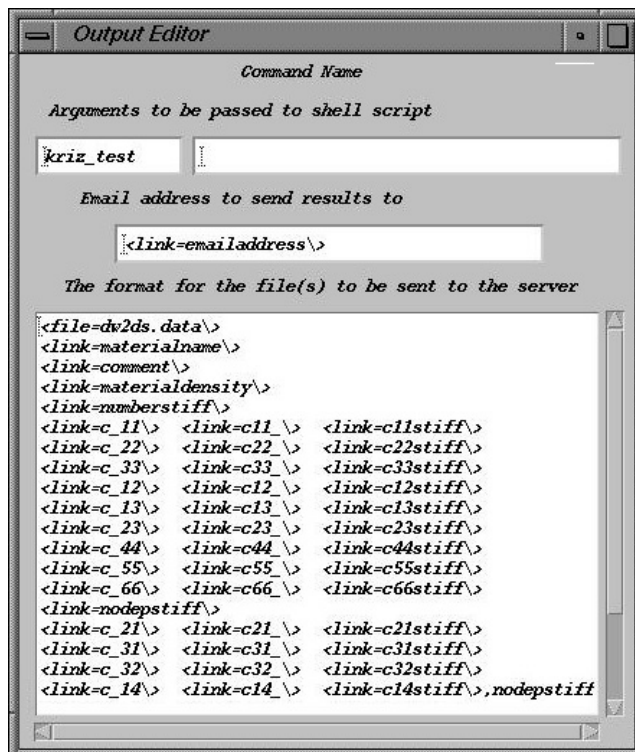 Output Editor
Command Name
Arguments to be passed to shell script
kriz_test
Email address to send results to
<link=emailaddress\>
The format for the file(s) to be sent to the server
<file=dw2ds.data\>
<link=materialname\>
<link=comment\>
<link=materialdensity\>
<link=numberstiff\>
<link=c_11\> <link=c11_\> <link=c11stiff\>
<link=c_22\> <link=c22_\> <link=c22stiff\>
<link=c_33\> <link=c33_\> <link=c33stiff\>
<link=c_12\> <link=c12_\> <link=c12stiff\>
<link=c_13\> <link=c13_\> <link=c13stiff\>
<link=c_23\> <link=c23_\> <link=c23stiff\>
<link=c_44\> <link=c44_\> <link=c44stiff\>
<link=c_55\> <link=c55_\> <link=c55stiff\>
<link=c_66\> <link=c66_\> <link=c66stiff\>
<link=nodepstiff\>
<link=c_21\> <link=c21_\> <link=c21stiff\>
<link=c_31\> <link=c31_\> <link=c31stiff\>
<link=c_32\> <link=c32_\> <link=c32stiff\>
<link=c_14\> <link=c14_\> <link=c14stiff\>,nodepstiff